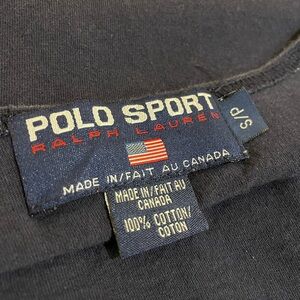 POLO SPORT
RALPH LAUREN
S/P
MADE IN/FAIT AU CANADA
MADE IN/FAIT AU
CANADA
100% COTTON/
COTON